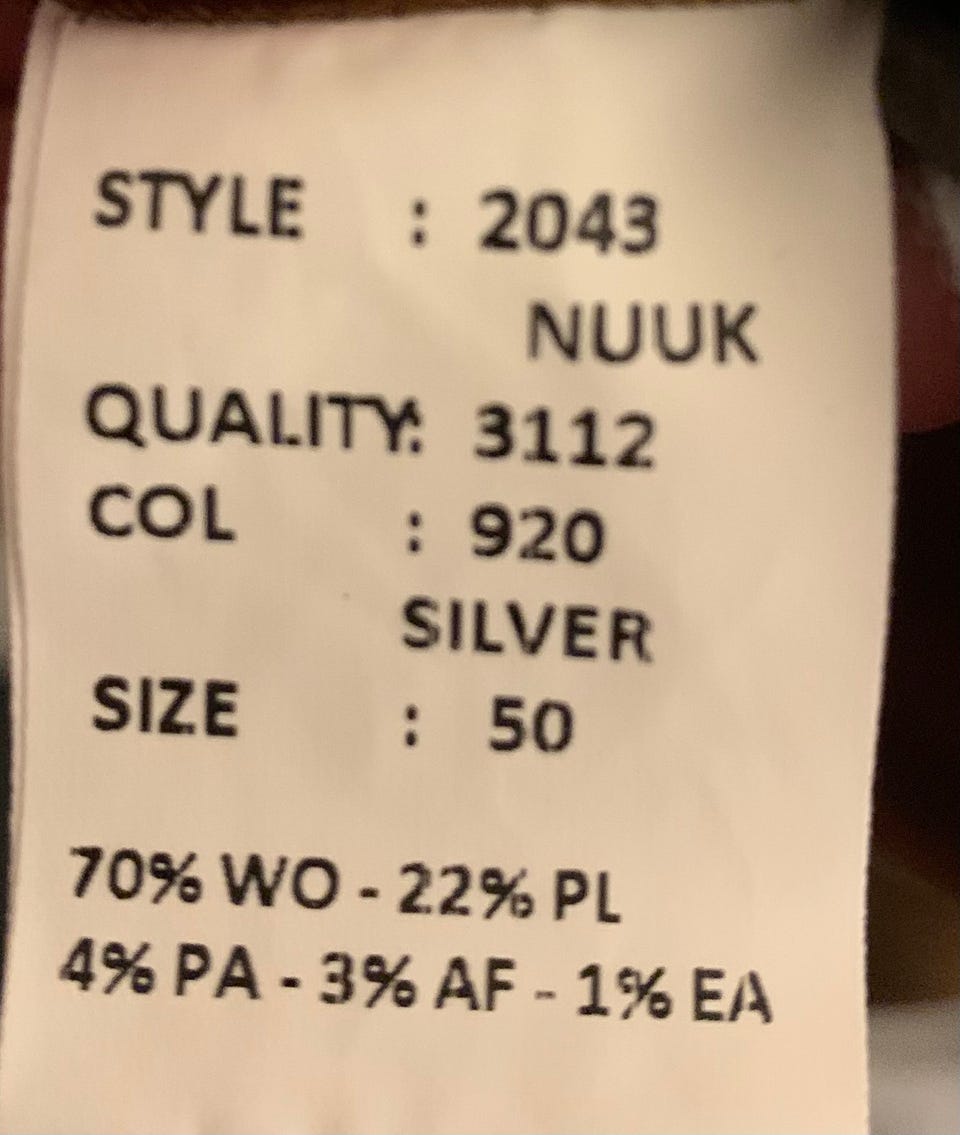 STYLE : 2043
NUUK
QUALITY: 3112
COL : 920
SILVER
SIZE : 50
70% WO - 22% PL
4% PA - 3% AF - 1% EA